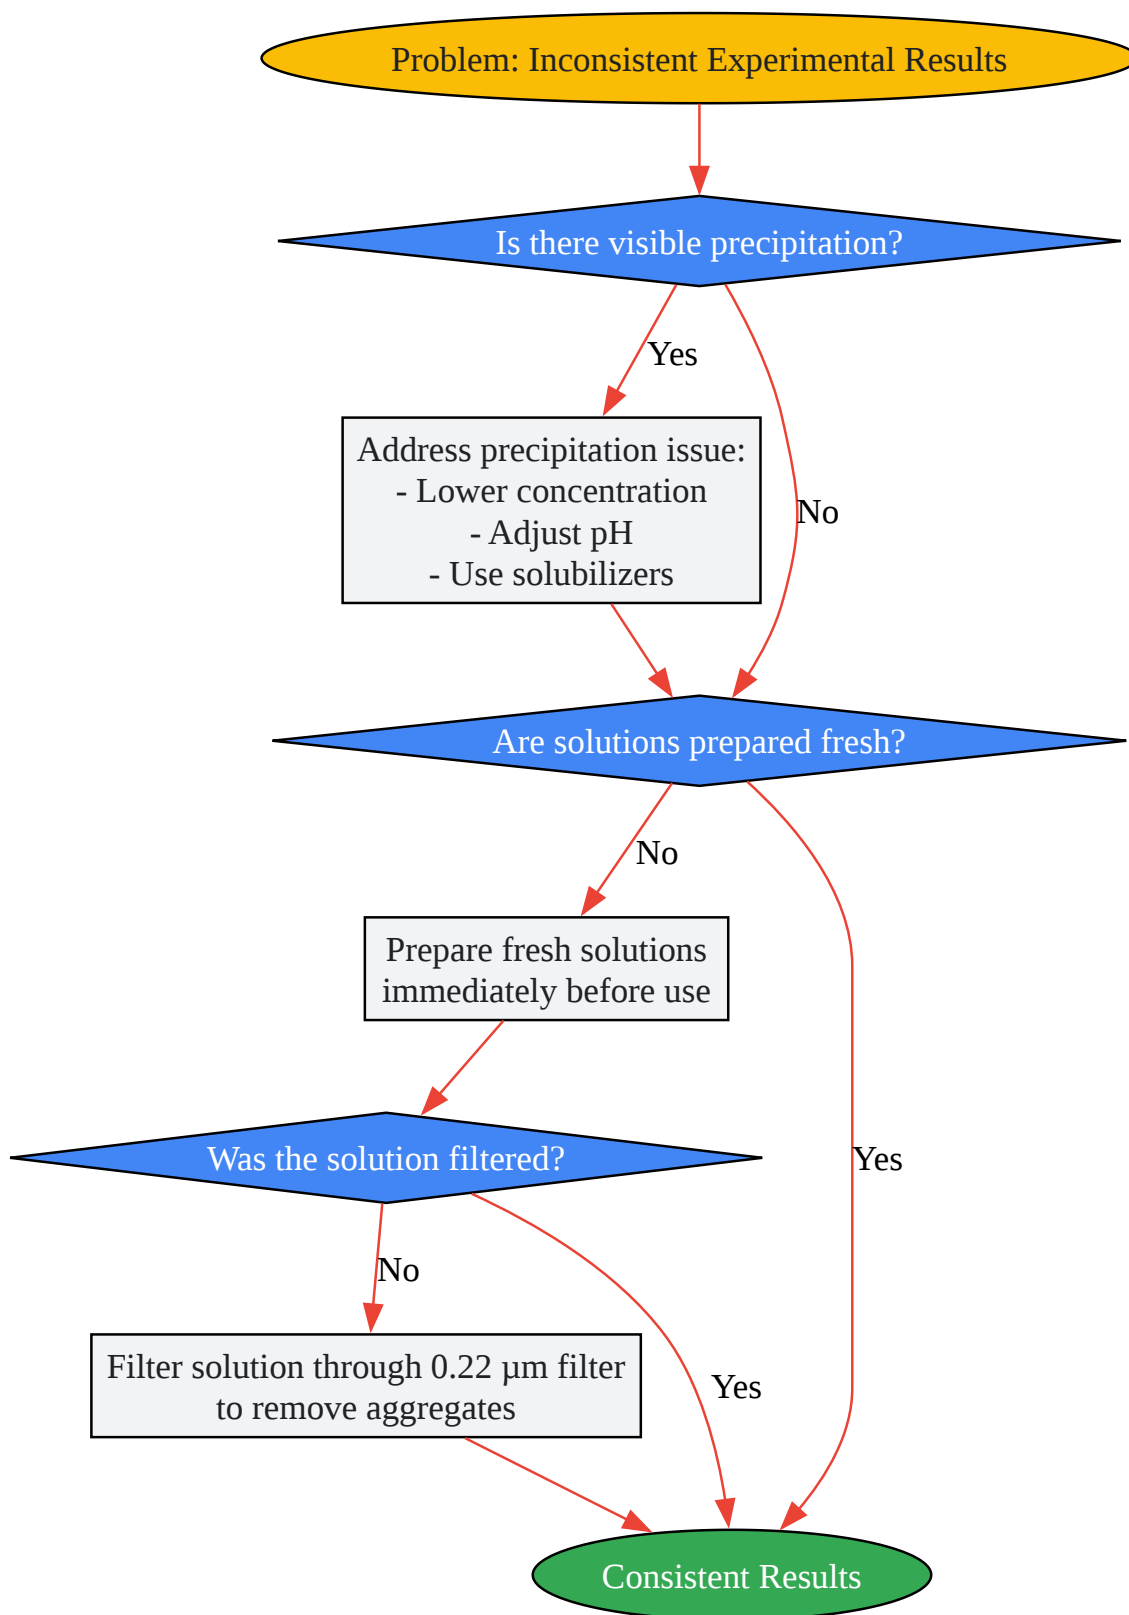 Problem: Inconsistent Experimental Results
Is there visible precipitation?
Yes
Address precipitation issue:
- Lower concentration
- Adjust pH
- Use solubilizers
No
Are solutions prepared fresh?
No
Prepare fresh solutions
immediately before use
Was the solution filtered?
Yes
No
Filter solution through 0.22 µm filter
to remove aggregates
Yes
Consistent Results